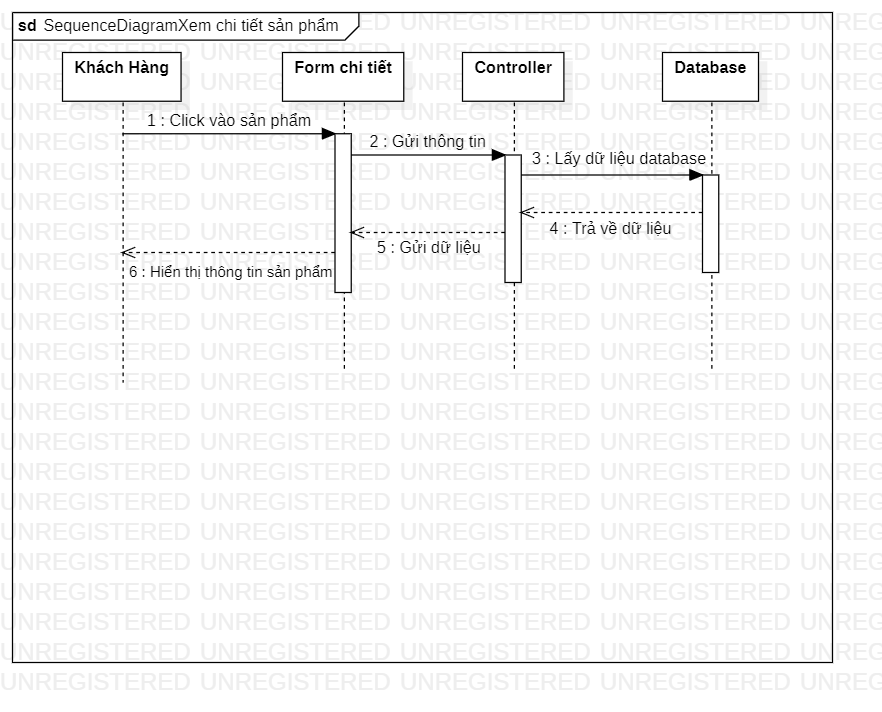 sd SequenceDiagramXem chi tiết sản phẩm
Khách Hàng
Form chi tiết
Controller
Database
1 : Click vào sản phẩm
2 : Gửi thông tin
3 : Lấy dữ liệu database
4 : Trả về dữ liệu
5 : Gửi dữ liệu
6 : Hiển thị thông tin sản phẩm
UNREGISTERED UNREGISTERED UNREGISTERED UNREGISTERED